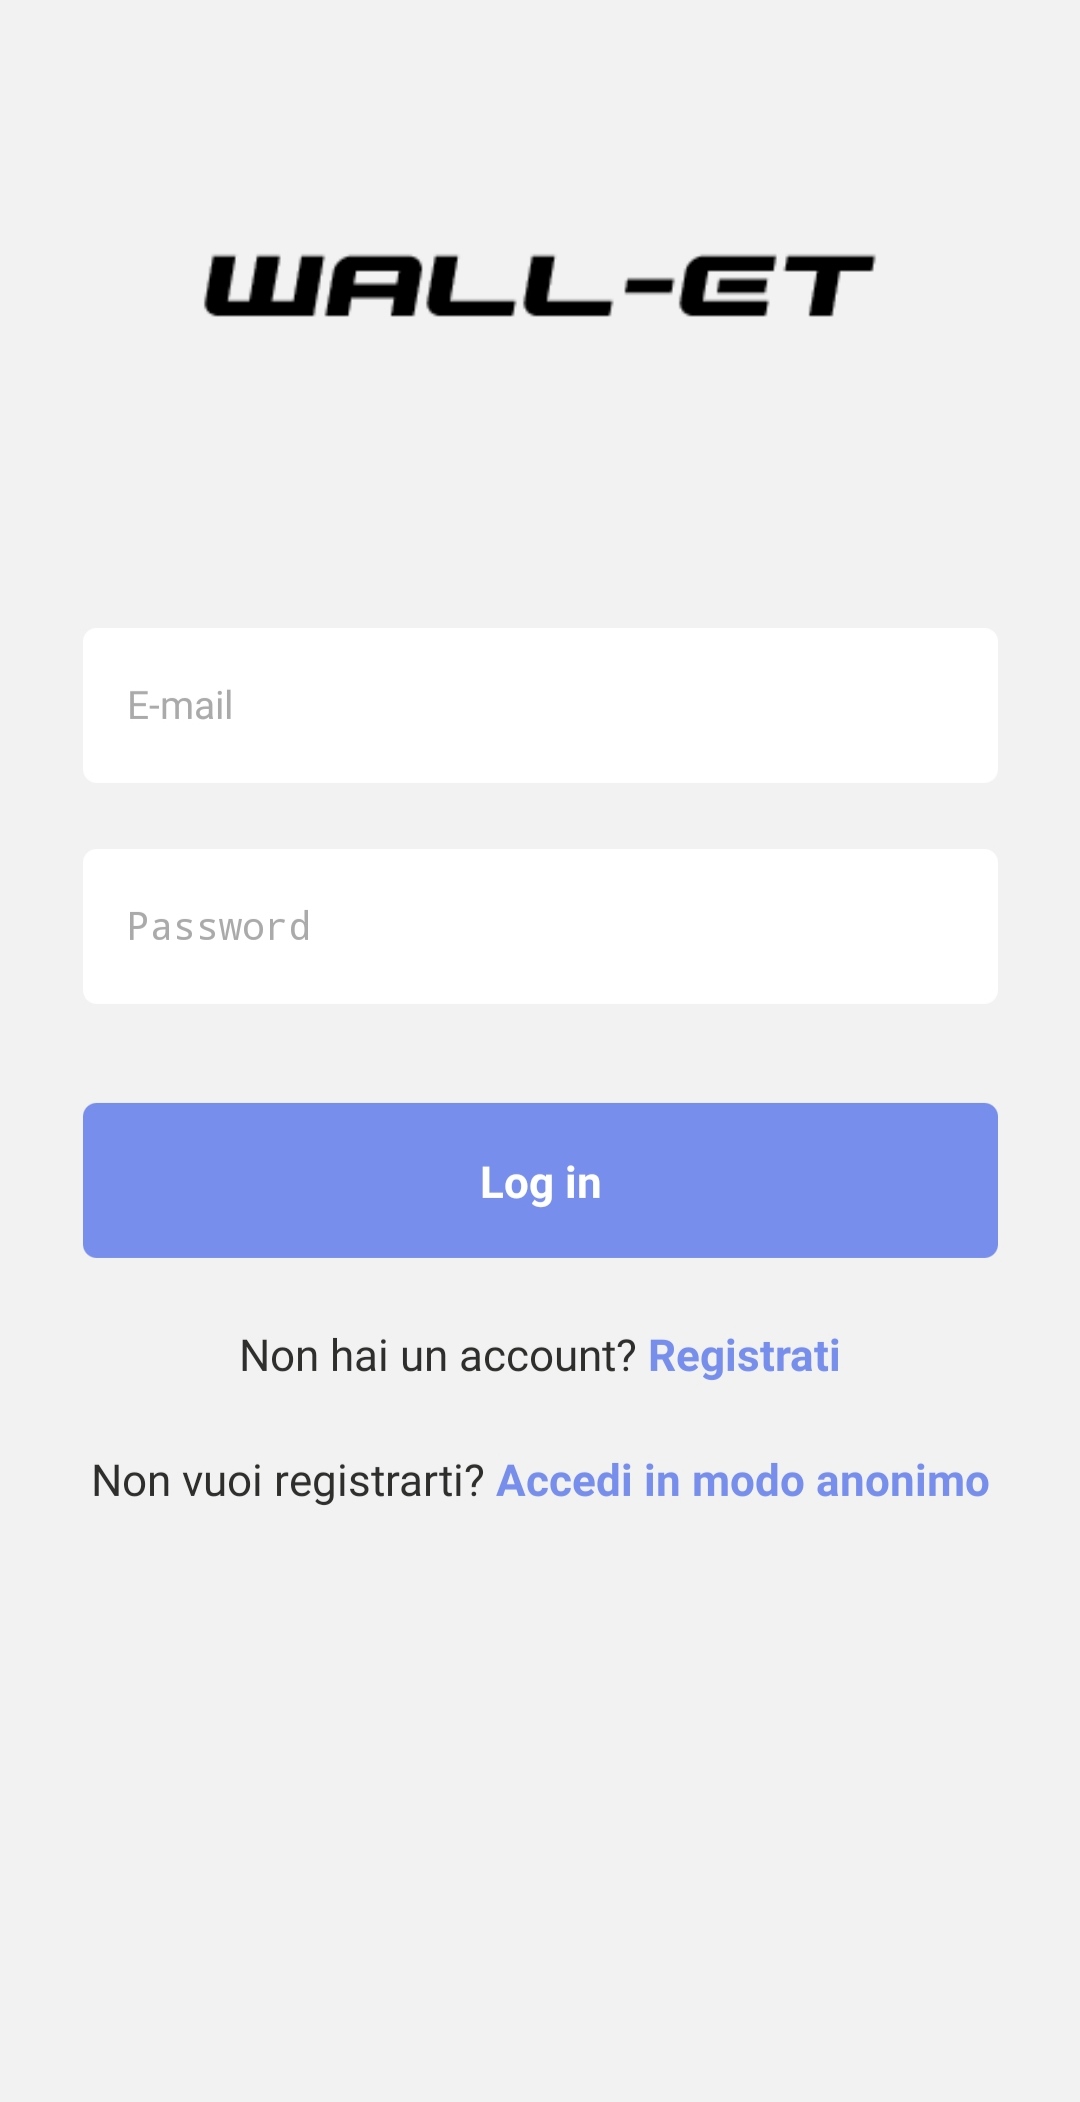 WALL-ET
E-mail
Password
Log in
Non hai un account? Registrati
Non vuoi registrarti? Accedi in modo anonimo